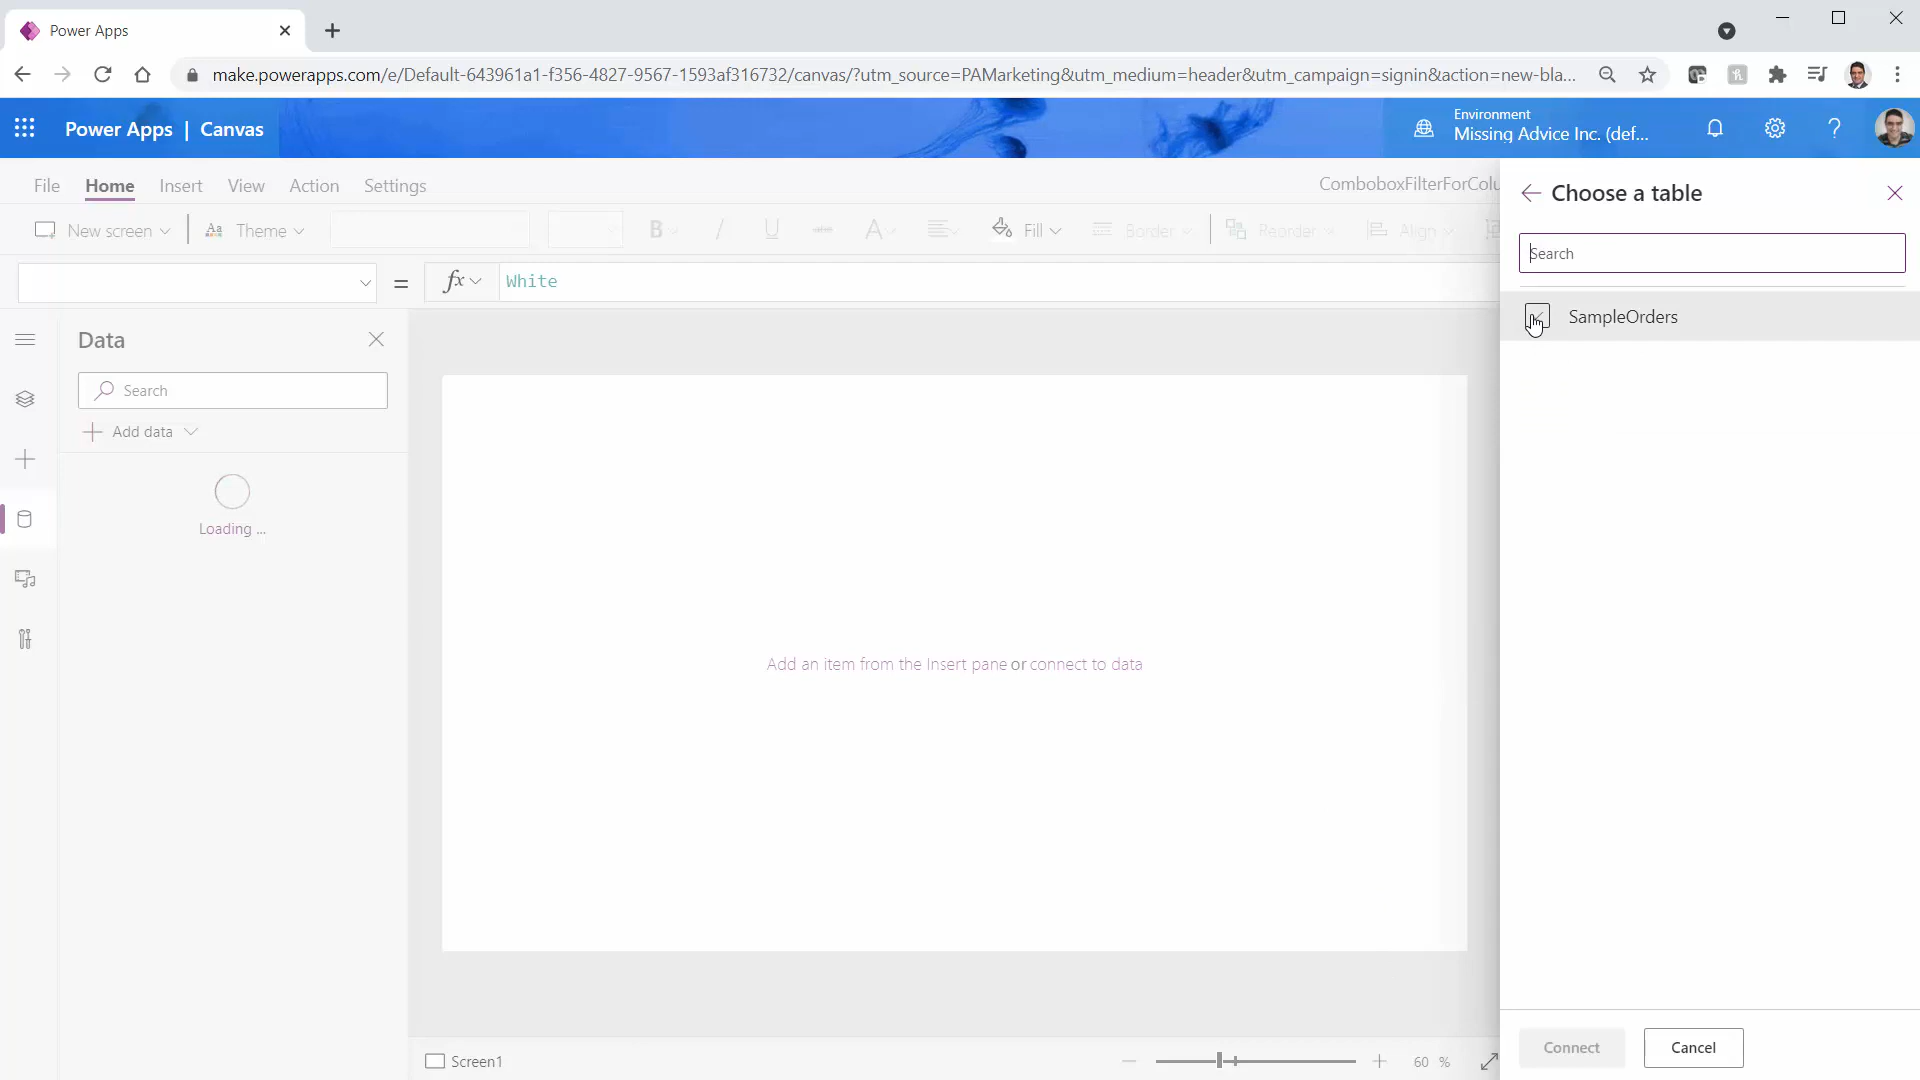 Power Apps
make.powerapps.com/e/Default-643961a1-f356-4827-9567-1593af316732/canvas/?utm_source=PAMarketing&utm_medium=header&utm_campaign=signin&action=new-bla...
Power Apps | Canvas
Environment
Missing Advice Inc. (def...
File Home Insert View Action Settings
ComboboxFilterForColu
Choose a table
New screen
Aa Theme
B / U abc A
Fill
Border
Reorder
Align
Search
= fx White
SampleOrders
Data
Search
Add data
Loading ...
Add an item from the Insert pane or connect to data
Screen1
60 %
Connect
Cancel